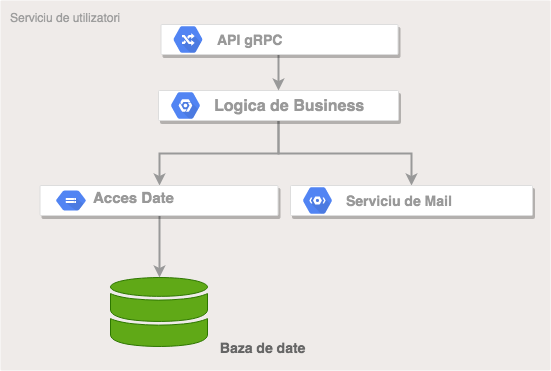 Serviciu de utilizatori
API gRPC
Logica de Business
Acces Date
Serviciu de Mail
Baza de date